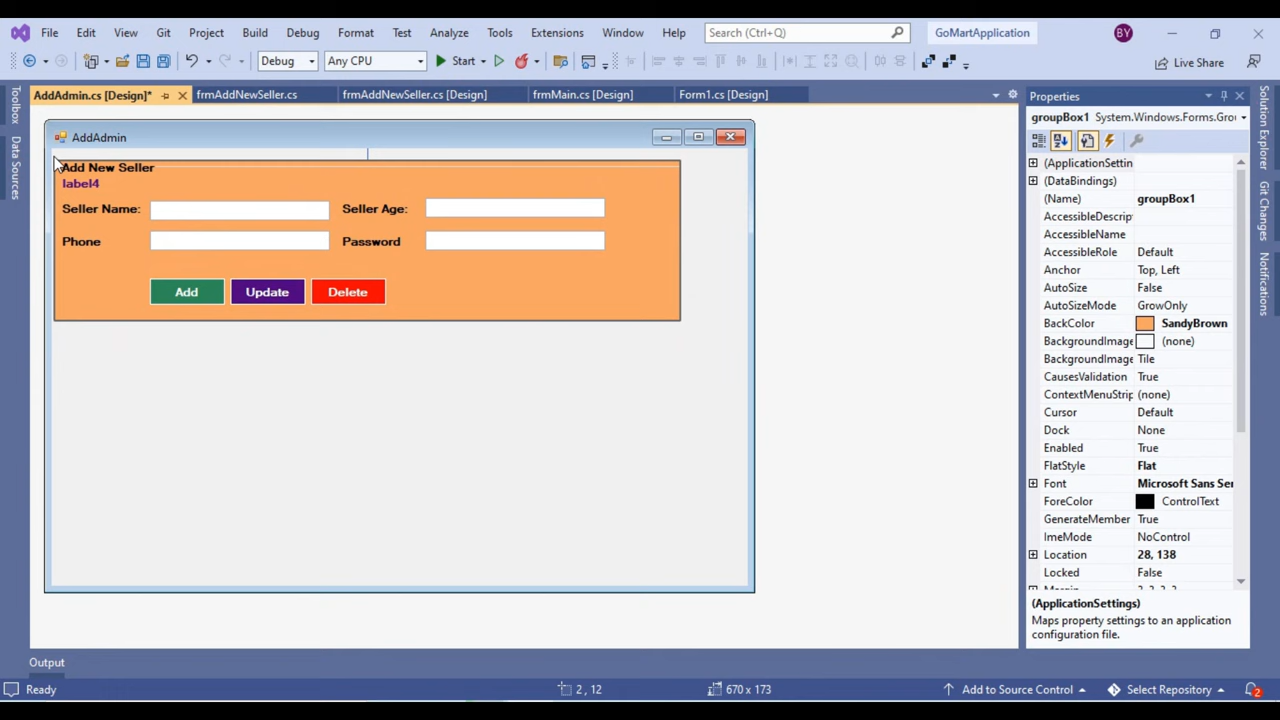 File Edit View Git Project Build Debug Format Test Analyze Tools Extensions Window Help Search (Ctrl+Q) GoMartApplication BY
Debug Any CPU Start Live Share
AddAdmin.cs [Design]* frmAddNewSeller.cs frmAddNewSeller.cs [Design] frmMain.cs [Design] Form1.cs [Design]
Toolbox
Data Sources
AddAdmin
Add New Seller
label4
Seller Name: Seller Age:
Phone Password
Add Update Delete
Properties
groupBox1 System.Windows.Forms.Gro
(ApplicationSettin
(DataBindings)
(Name) groupBox1
AccessibleDescrip
AccessibleName
AccessibleRole Default
Anchor Top, Left
AutoSize False
AutoSizeMode GrowOnly
BackColor SandyBrown
BackgroundImage (none)
BackgroundImage Tile
CausesValidation True
ContextMenuStrip (none)
Cursor Default
Dock None
Enabled True
FlatStyle Flat
Font Microsoft Sans Ser
ForeColor ControlText
GenerateMember True
ImeMode NoControl
Location 28, 138
Locked False
(ApplicationSettings)
Maps property settings to an application
configuration file.
Solution Explorer
Git Changes
Notifications
Output
Ready 2 , 12 670 x 173 Add to Source Control Select Repository 2